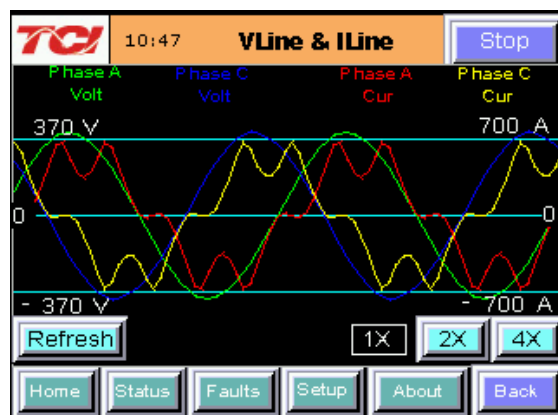 TCI 10:47 VLine & ILine Stop
Phase A Phase C Phase A Phase C
Volt Volt Cur Cur
370 V 700 A
0 0
- 370 V - 700 A
Refresh 1X 2X 4X
Home Status Faults Setup About Back